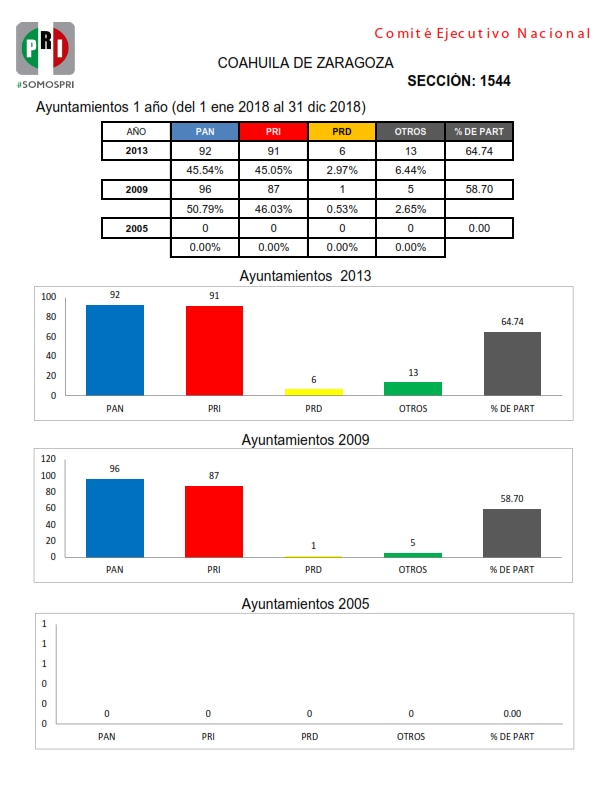 Comité Ejecutivo Nacional
PRI
#SOMOSPRI
COAHUILA DE ZARAGOZA
SECCIÓN: 1544
Ayuntamientos 1 año (del 1 ene 2018 al 31 dic 2018)
AÑO PAN PRI PRD OTROS % DE PART
2013 92 91 6 13 64.74
45.54% 45.05% 2.97% 6.44%
2009 96 87 1 5 58.70
50.79% 46.03% 0.53% 2.65%
2005 0 0 0 0 0.00
0.00% 0.00% 0.00% 0.00%
Ayuntamientos 2013
100
80
60
40
20
0
92 91 6 13 64.74
PAN PRI PRD OTROS % DE PART
Ayuntamientos 2009
120
100
80
60
40
20
0
96 87 1 5 58.70
PAN PRI PRD OTROS % DE PART
Ayuntamientos 2005
1
1
1
0
0
0
0 0 0 0 0.00
PAN PRI PRD OTROS % DE PART